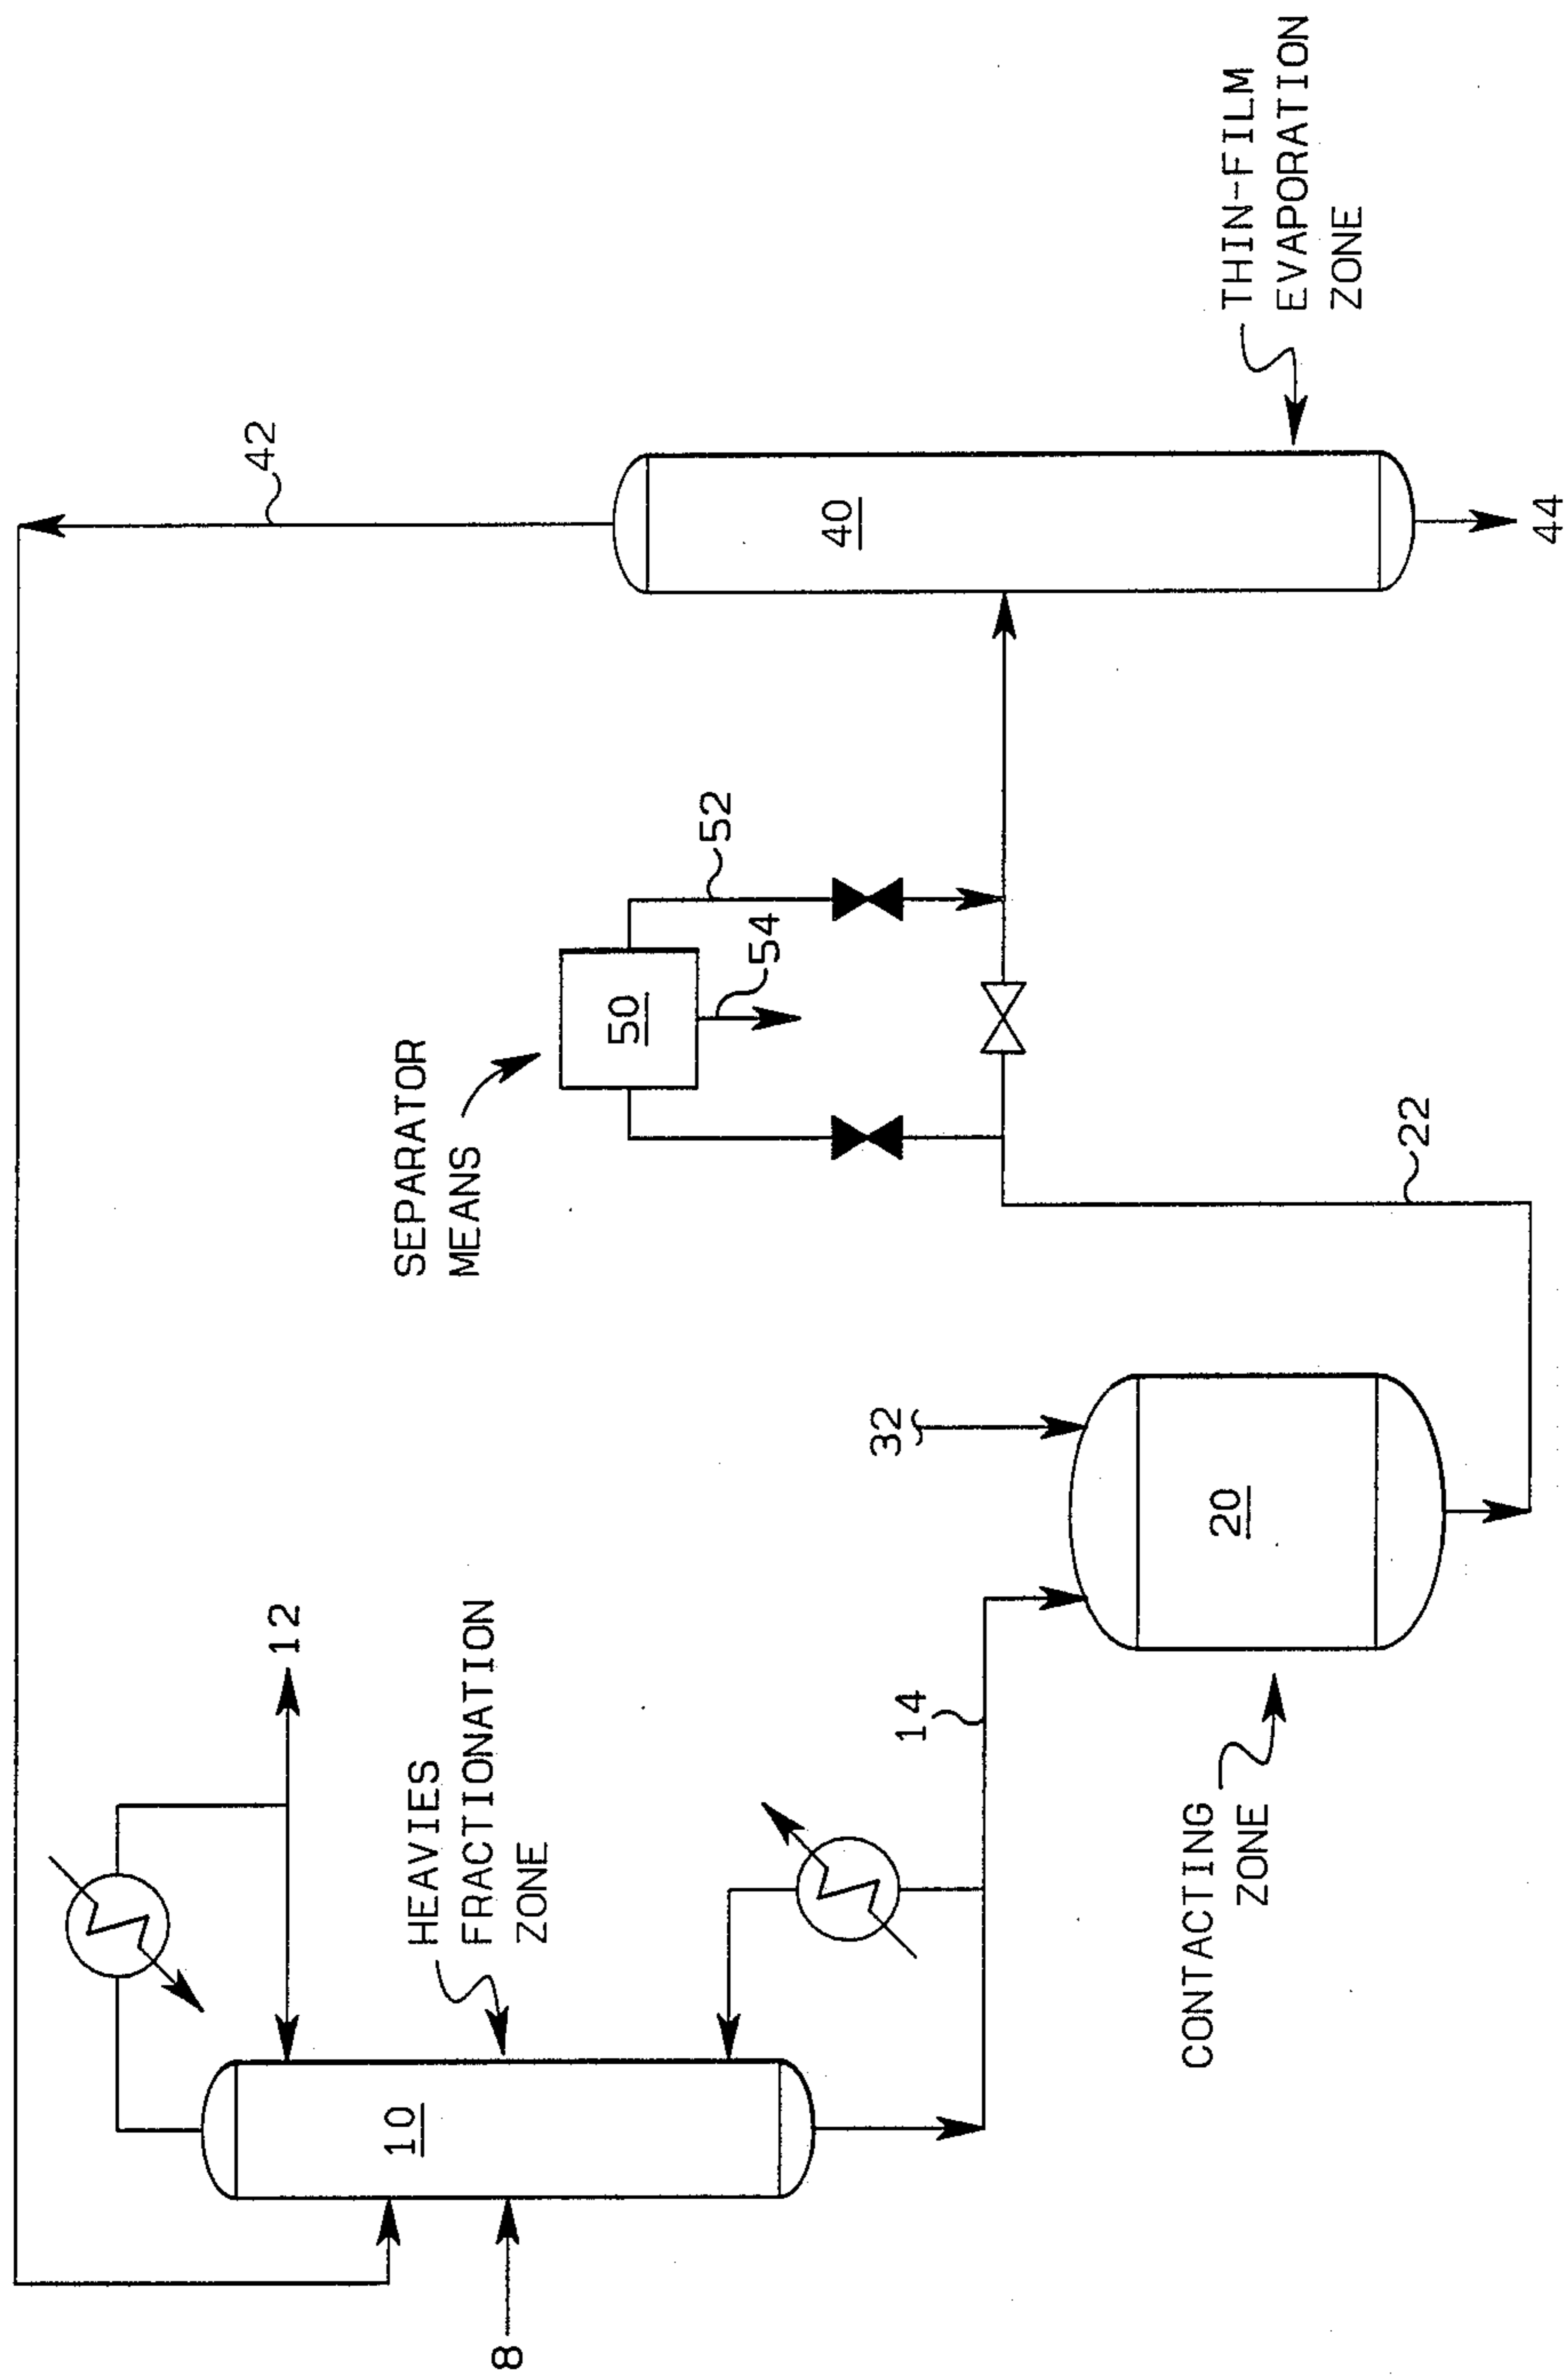 42
12
HEAVIES
FRACTIONATION
ZONE
10
8
SEPARATOR
MEANS
50
52
54
40
14
32
20
CONTACTING
ZONE
22
THIN-FILM
EVAPORATION
ZONE
44